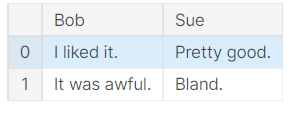 Bob Sue
0 I liked it. Pretty good.
1 It was awful. Bland.